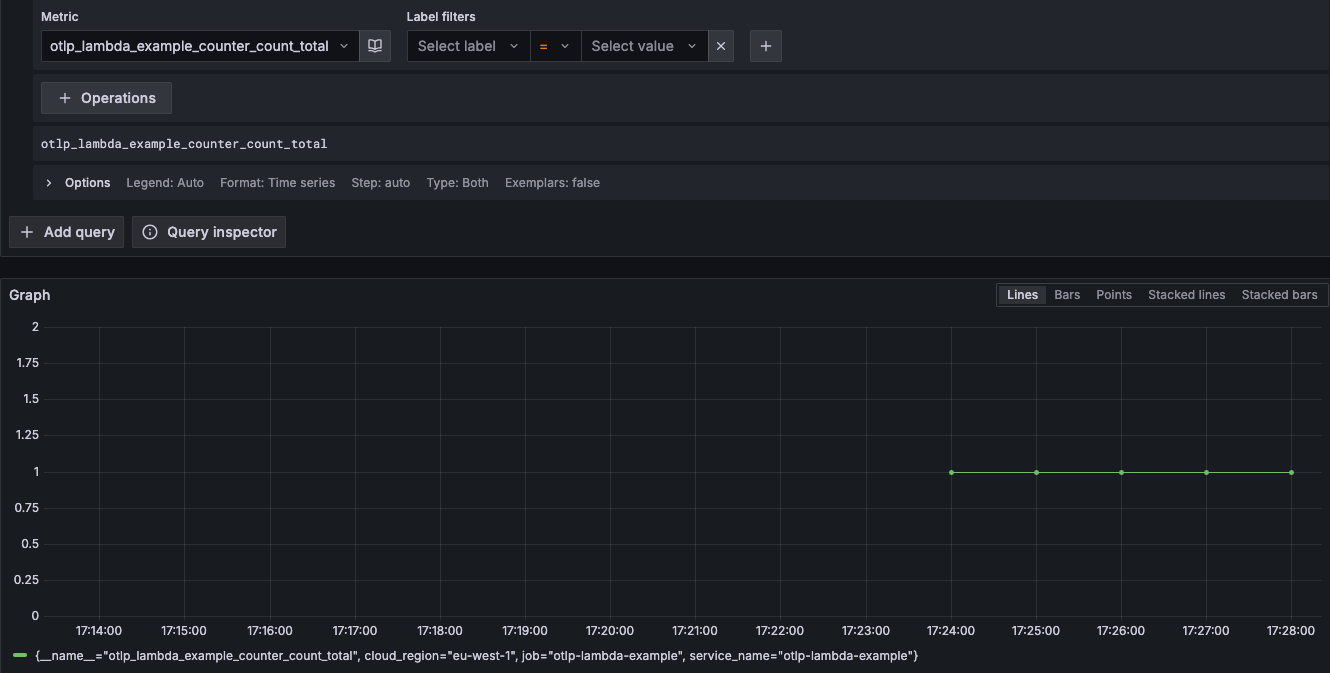 Metric
Label filters
otlp_lambda_example_counter_count_total
Select label
=
Select value
Operations
otlp_lambda_example_counter_count_total
Options Legend: Auto Format: Time series Step: auto Type: Both Exemplars: false
Add query
Query inspector
Graph
Lines Bars Points Stacked lines Stacked bars
2
1.75
1.5
1.25
1
0.75
0.5
0.25
0
17:14:00 17:15:00 17:16:00 17:17:00 17:18:00 17:19:00 17:20:00 17:21:00 17:22:00 17:23:00 17:24:00 17:25:00 17:26:00 17:27:00 17:28:00
{__name__="otlp_lambda_example_counter_count_total", cloud_region="eu-west-1", job="otlp-lambda-example", service_name="otlp-lambda-example"}